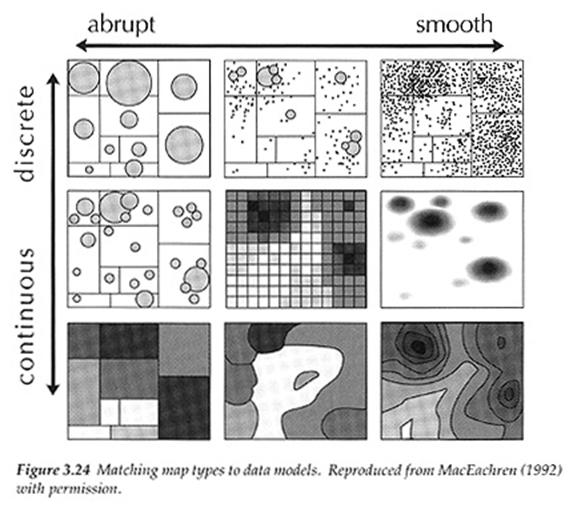 abrupt smooth
discrete
continuous
Figure 3.24 Matching map types to data models. Reproduced from MacEachren (1992)
with permission.